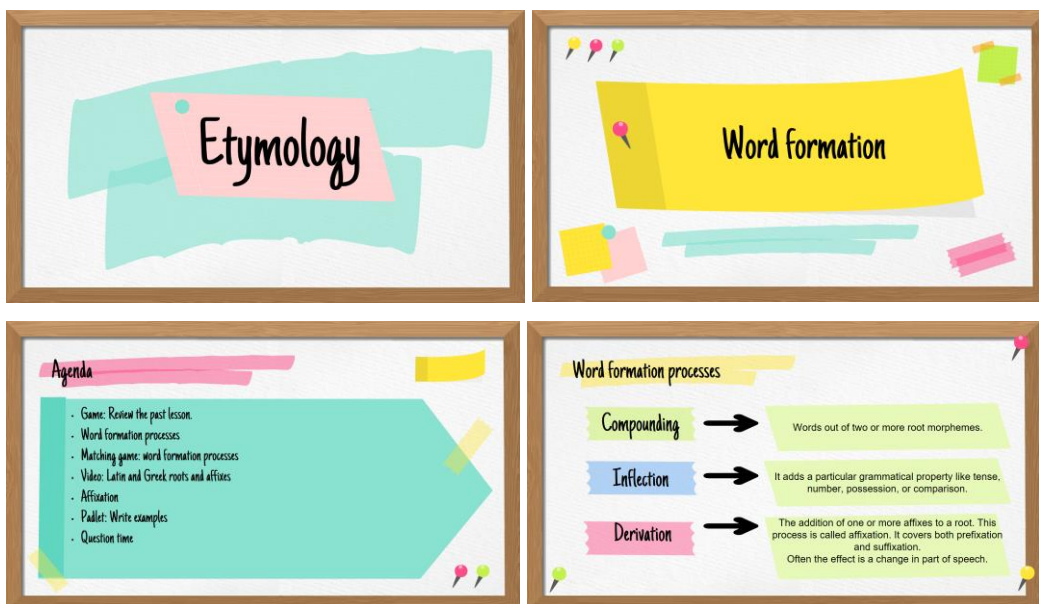 Etymology
Word formation
Agenda
• Game: Review the past lesson.
• Word formation processes
• Matching game: word formation processes
• Video: Latin and Greek roots and affixes
• Affixation
• Padlet: Write examples
• Question time
Word formation processes
Compounding
Words out of two or more root morphemes.
Inflection
It adds a particular grammatical property like tense,
number, possession, or comparison.
Derivation
The addition of one or more affixes to a root. This
process is called affixation. It covers both prefixation
and suffixation.
Often the effect is a change in part of speech.